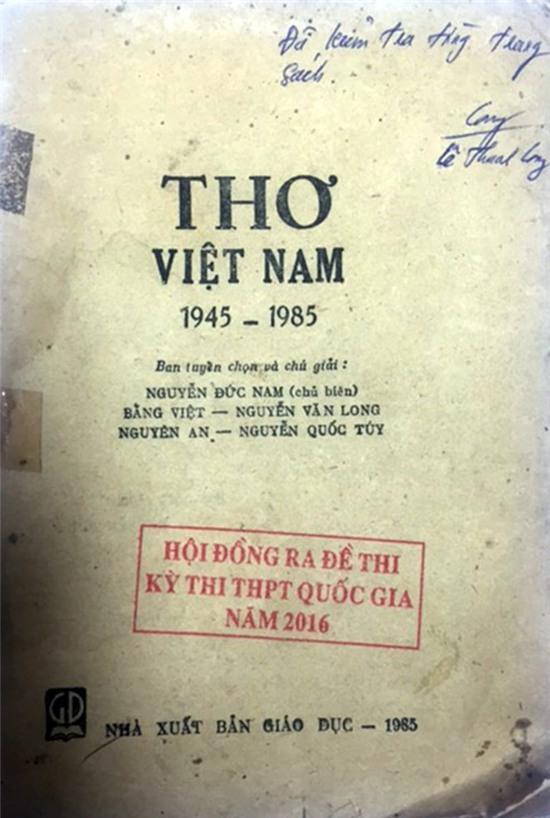 Đã kiểm tra từng trang
sách.
Long
Lê Thanh Long
THƠ
VIỆT NAM
1945 - 1985
Ban tuyển chọn và chú giải :
NGUYỄN ĐỨC NAM (chủ biên)
BẰNG VIỆT — NGUYỄN VĂN LONG
NGUYÊN AN — NGUYỄN QUỐC TÚY
HỘI ĐỒNG RA ĐỀ THI
KỲ THI THPT QUỐC GIA
NĂM 2016
GD
NHÀ XUẤT BẢN GIÁO DỤC — 1985